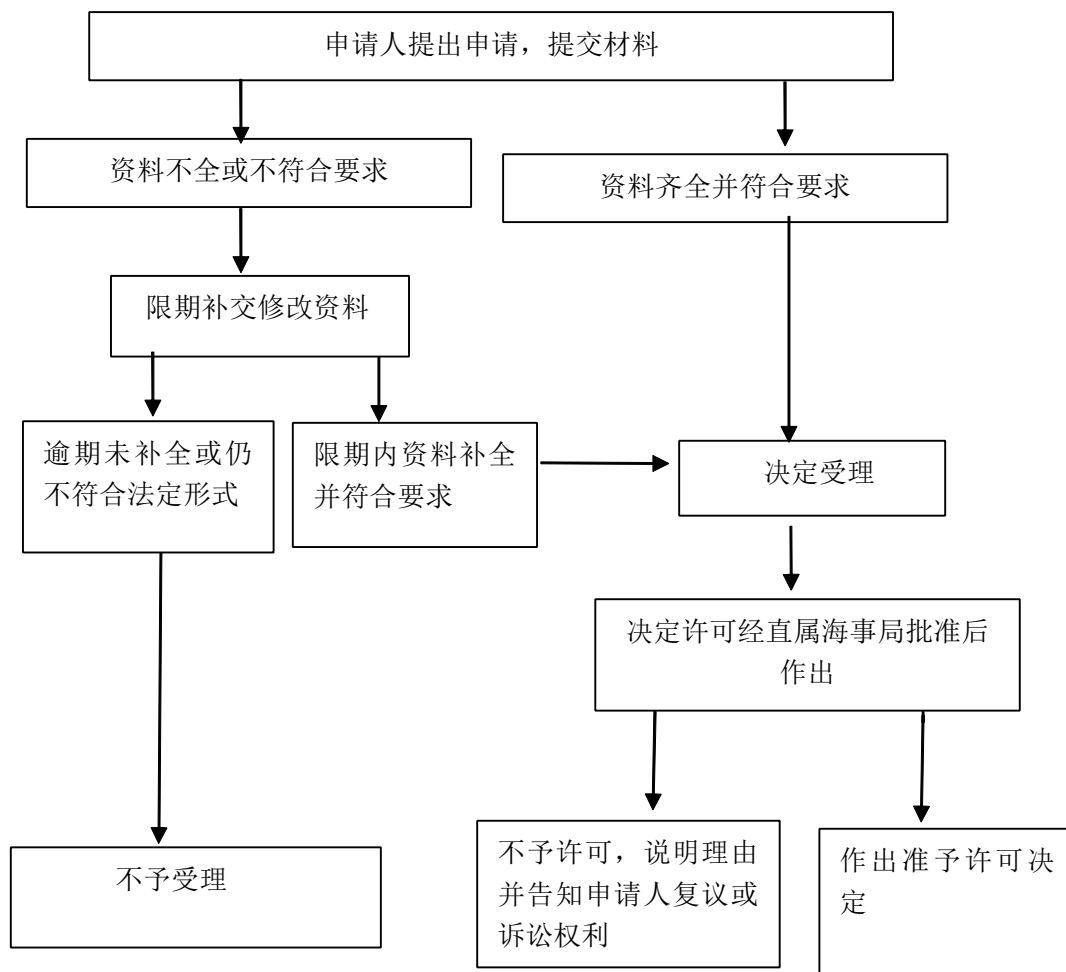 申请人提出申请，提交材料
资料不全或不符合要求
资料齐全并符合要求
限期补交修改资料
逾期未补全或仍
不符合法定形式
限期内资料补全
并符合要求
决定受理
决定许可经直属海事局批准后
作出
不予受理
不予许可，说明理由
并告知申请人复议或
诉讼权利
作出准予许可决
定